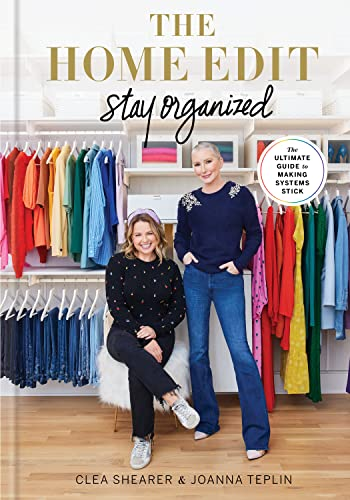 THE
HOME EDIT
stay organized
The
ULTIMATE
GUIDE to
MAKING
SYSTEMS
STICK
CLEA SHEARER & JOANNA TEPLIN